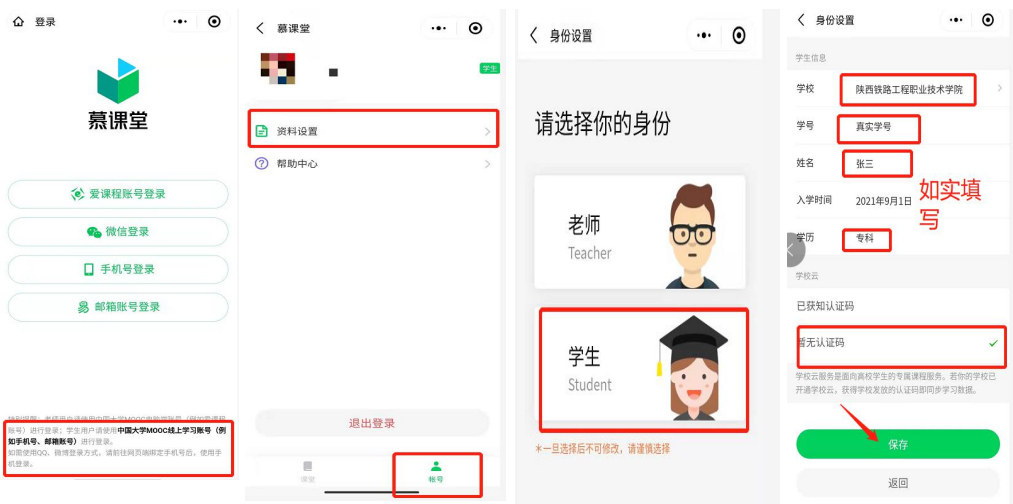 登录
慕课堂
爱课程账号登录
微信登录
手机号登录
邮箱账号登录
账号）进行登录；学生用户请使用中国大学MOOC线上学习账号（例
如手机号、邮箱账号）进行登录。
如需使用QQ、微博登录方式，请前往网页端绑定手机号后，使用手
机登录。
慕课堂
学生
资料设置
帮助中心
退出登录
课堂
帐号
身份设置
请选择你的身份
老师
Teacher
学生
Student
*一旦选择后不可修改，请谨慎选择
身份设置
学生信息
学校
陕西铁路工程职业技术学院
学号
真实学号
姓名
张三
入学时间
2021年9月1日
如实填
写
学历
专科
学校云
已获知认证码
暂无认证码
学校云服务是面向高校学生的专属课程服务。若你的学校已
开通学校云，获得学校发放的认证码即同步学习数据。
保存
返回